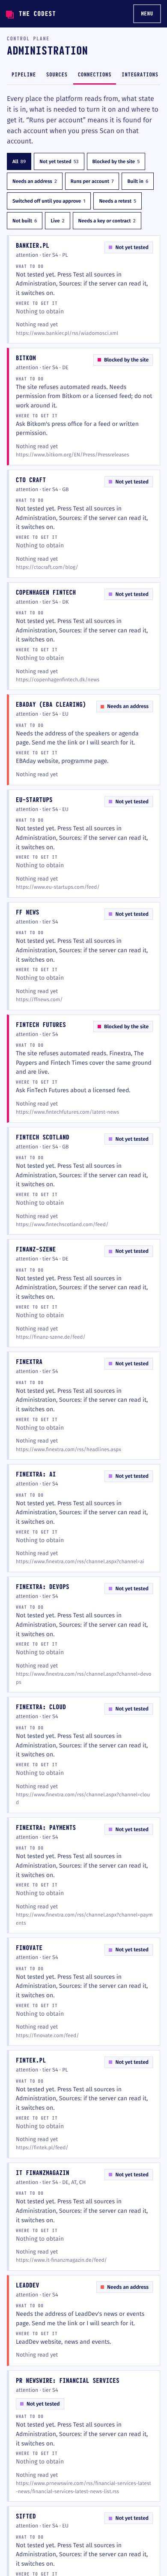 THE CODEST
MENU
CONTROL PLANE
ADMINISTRATION
PIPELINE SOURCES CONNECTIONS INTEGRATIONS
Every place the platform reads from, what state it is in, what is needed to turn it on and where to get it. “Runs per account” means it is found for each account when you press Scan on that account.
All 89
Not yet tested 53
Blocked by the site 5
Needs an address 2
Runs per account 7
Built in 6
Switched off until you approve 1
Needs a retest 5
Not built 6
Live 2
Needs a key or contract 2
BANKIER.PL
Not yet tested
attention · tier 54 · PL
WHAT TO DO
Not tested yet. Press Test all sources in
Administration, Sources: if the server can read it,
it switches on.
WHERE TO GET IT
Nothing to obtain
Nothing read yet
https://www.bankier.pl/rss/wiadomosci.xml
BITKOM
Blocked by the site
attention · tier 54 · DE
WHAT TO DO
The site refuses automated reads. Needs
permission from Bitkom or a licensed feed; do not
work around it.
WHERE TO GET IT
Ask Bitkom's press office for a feed or written
permission.
Nothing read yet
https://www.bitkom.org/EN/Press/Pressreleases
CTO CRAFT
Not yet tested
attention · tier 54 · GB
WHAT TO DO
Not tested yet. Press Test all sources in
Administration, Sources: if the server can read it,
it switches on.
WHERE TO GET IT
Nothing to obtain
Nothing read yet
https://ctocraft.com/blog/
COPENHAGEN FINTECH
Not yet tested
attention · tier 54 · DK
WHAT TO DO
Not tested yet. Press Test all sources in
Administration, Sources: if the server can read it,
it switches on.
WHERE TO GET IT
Nothing to obtain
Nothing read yet
https://copenhagenfintech.dk/news
EBADAY (EBA CLEARING)
Needs an address
attention · tier 54 · EU
WHAT TO DO
Needs the address of the speakers or agenda
page. Send me the link or I will search for it.
WHERE TO GET IT
EBAday website, programme page.
Nothing read yet
EU-STARTUPS
Not yet tested
attention · tier 54 · EU
WHAT TO DO
Not tested yet. Press Test all sources in
Administration, Sources: if the server can read it,
it switches on.
WHERE TO GET IT
Nothing to obtain
Nothing read yet
https://www.eu-startups.com/feed/
FF NEWS
Not yet tested
attention · tier 54
WHAT TO DO
Not tested yet. Press Test all sources in
Administration, Sources: if the server can read it,
it switches on.
WHERE TO GET IT
Nothing to obtain
Nothing read yet
https://ffnews.com/
FINTECH FUTURES
Blocked by the site
attention · tier 54
WHAT TO DO
The site refuses automated reads. Finextra, The
Paypers and Fintech Times cover the same ground
and are live.
WHERE TO GET IT
Ask FinTech Futures about a licensed feed.
Nothing read yet
https://www.fintechfutures.com/latest-news
FINTECH SCOTLAND
Not yet tested
attention · tier 54 · GB
WHAT TO DO
Not tested yet. Press Test all sources in
Administration, Sources: if the server can read it,
it switches on.
WHERE TO GET IT
Nothing to obtain
Nothing read yet
https://www.fintechscotland.com/feed/
FINANZ-SZENE
Not yet tested
attention · tier 54 · DE
WHAT TO DO
Not tested yet. Press Test all sources in
Administration, Sources: if the server can read it,
it switches on.
WHERE TO GET IT
Nothing to obtain
Nothing read yet
https://finanz-szene.de/feed/
FINEXTRA
Not yet tested
attention · tier 54
WHAT TO DO
Not tested yet. Press Test all sources in
Administration, Sources: if the server can read it,
it switches on.
WHERE TO GET IT
Nothing to obtain
Nothing read yet
https://www.finextra.com/rss/headlines.aspx
FINEXTRA: AI
Not yet tested
attention · tier 54
WHAT TO DO
Not tested yet. Press Test all sources in
Administration, Sources: if the server can read it,
it switches on.
WHERE TO GET IT
Nothing to obtain
Nothing read yet
https://www.finextra.com/rss/channel.aspx?channel=ai
FINEXTRA: DEVOPS
Not yet tested
attention · tier 54
WHAT TO DO
Not tested yet. Press Test all sources in
Administration, Sources: if the server can read it,
it switches on.
WHERE TO GET IT
Nothing to obtain
Nothing read yet
https://www.finextra.com/rss/channel.aspx?channel=devo
ps
FINEXTRA: CLOUD
Not yet tested
attention · tier 54
WHAT TO DO
Not tested yet. Press Test all sources in
Administration, Sources: if the server can read it,
it switches on.
WHERE TO GET IT
Nothing to obtain
Nothing read yet
https://www.finextra.com/rss/channel.aspx?channel=clou
d
FINEXTRA: PAYMENTS
Not yet tested
attention · tier 54
WHAT TO DO
Not tested yet. Press Test all sources in
Administration, Sources: if the server can read it,
it switches on.
WHERE TO GET IT
Nothing to obtain
Nothing read yet
https://www.finextra.com/rss/channel.aspx?channel=paym
ents
FINOVATE
Not yet tested
attention · tier 54
WHAT TO DO
Not tested yet. Press Test all sources in
Administration, Sources: if the server can read it,
it switches on.
WHERE TO GET IT
Nothing to obtain
Nothing read yet
https://finovate.com/feed/
FINTEK.PL
Not yet tested
attention · tier 54 · PL
WHAT TO DO
Not tested yet. Press Test all sources in
Administration, Sources: if the server can read it,
it switches on.
WHERE TO GET IT
Nothing to obtain
Nothing read yet
https://fintek.pl/feed/
IT FINANZMAGAZIN
Not yet tested
attention · tier 54 · DE, AT, CH
WHAT TO DO
Not tested yet. Press Test all sources in
Administration, Sources: if the server can read it,
it switches on.
WHERE TO GET IT
Nothing to obtain
Nothing read yet
https://www.it-finanzmagazin.de/feed/
LEADDEV
Needs an address
attention · tier 54
WHAT TO DO
Needs the address of LeadDev's news or events
page. Send me the link or I will search for it.
WHERE TO GET IT
LeadDev website, news and events.
Nothing read yet
PR NEWSWIRE: FINANCIAL SERVICES
attention · tier 54
Not yet tested
WHAT TO DO
Not tested yet. Press Test all sources in
Administration, Sources: if the server can read it,
it switches on.
WHERE TO GET IT
Nothing to obtain
Nothing read yet
https://www.prnewswire.com/rss/financial-services-latest
-news/financial-services-latest-news-list.rss
SIFTED
Not yet tested
attention · tier 54 · EU
WHAT TO DO
Not tested yet. Press Test all sources in
Administration, Sources: if the server can read it,
it switches on.
WHERE TO GET IT